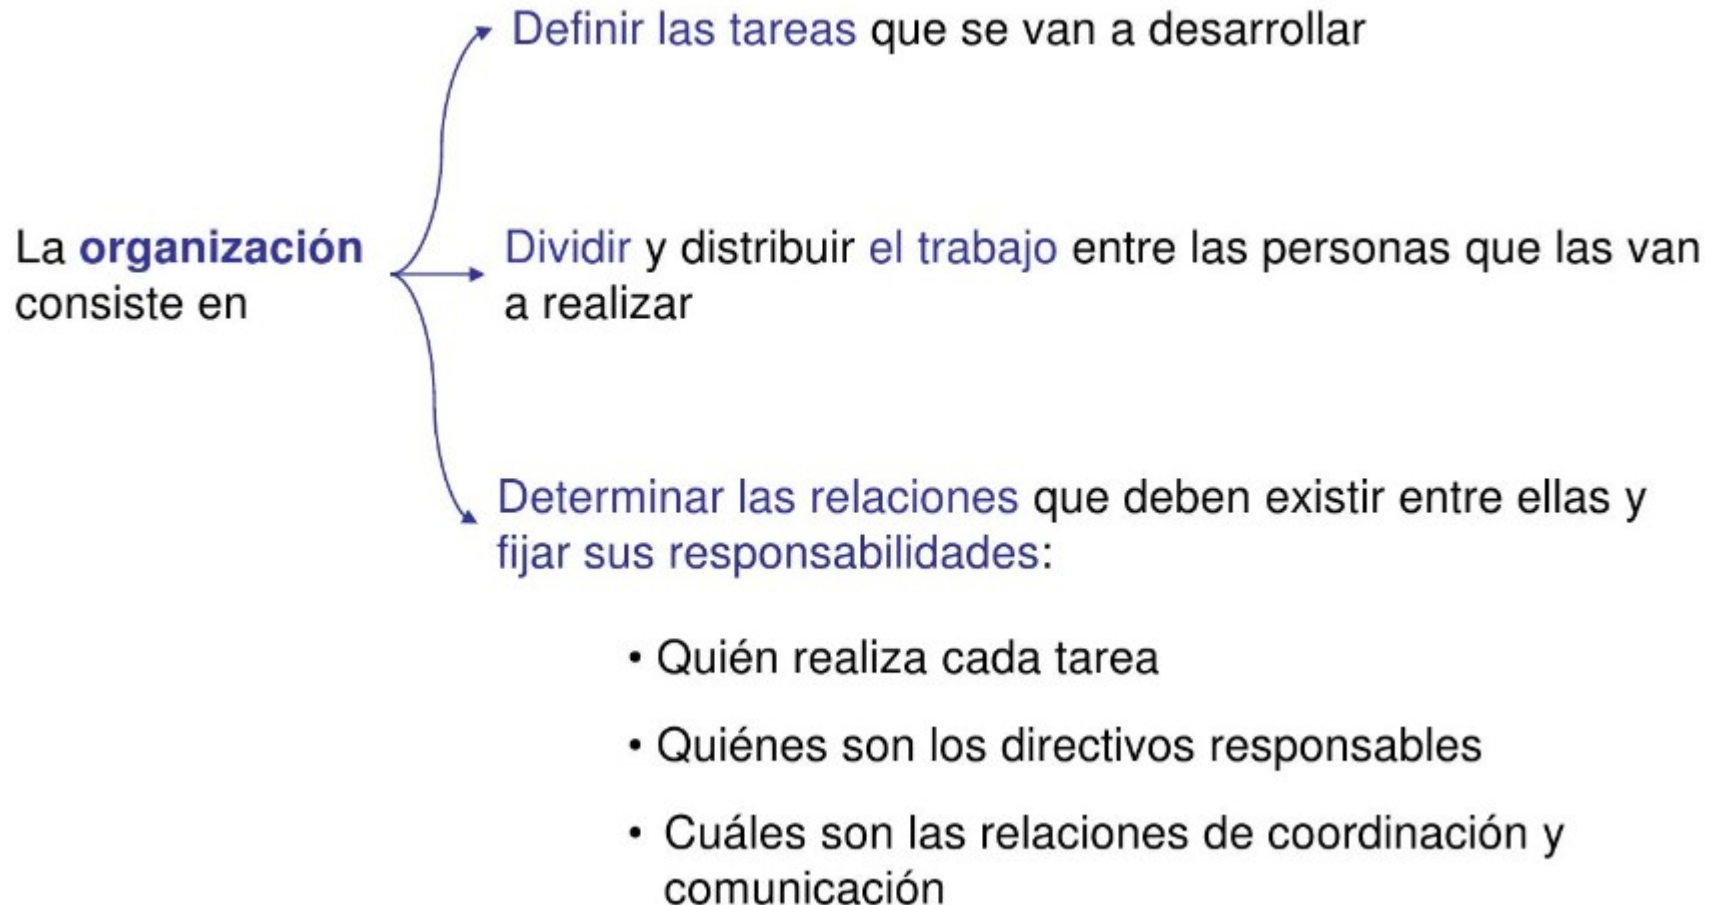 Definir las tareas que se van a desarrollar
La organización
consiste en
Dividir y distribuir el trabajo entre las personas que las van
a realizar
Determinar las relaciones que deben existir entre ellas y
fijar sus responsabilidades:
• Quién realiza cada tarea
• Quiénes son los directivos responsables
• Cuáles son las relaciones de coordinación y
comunicación